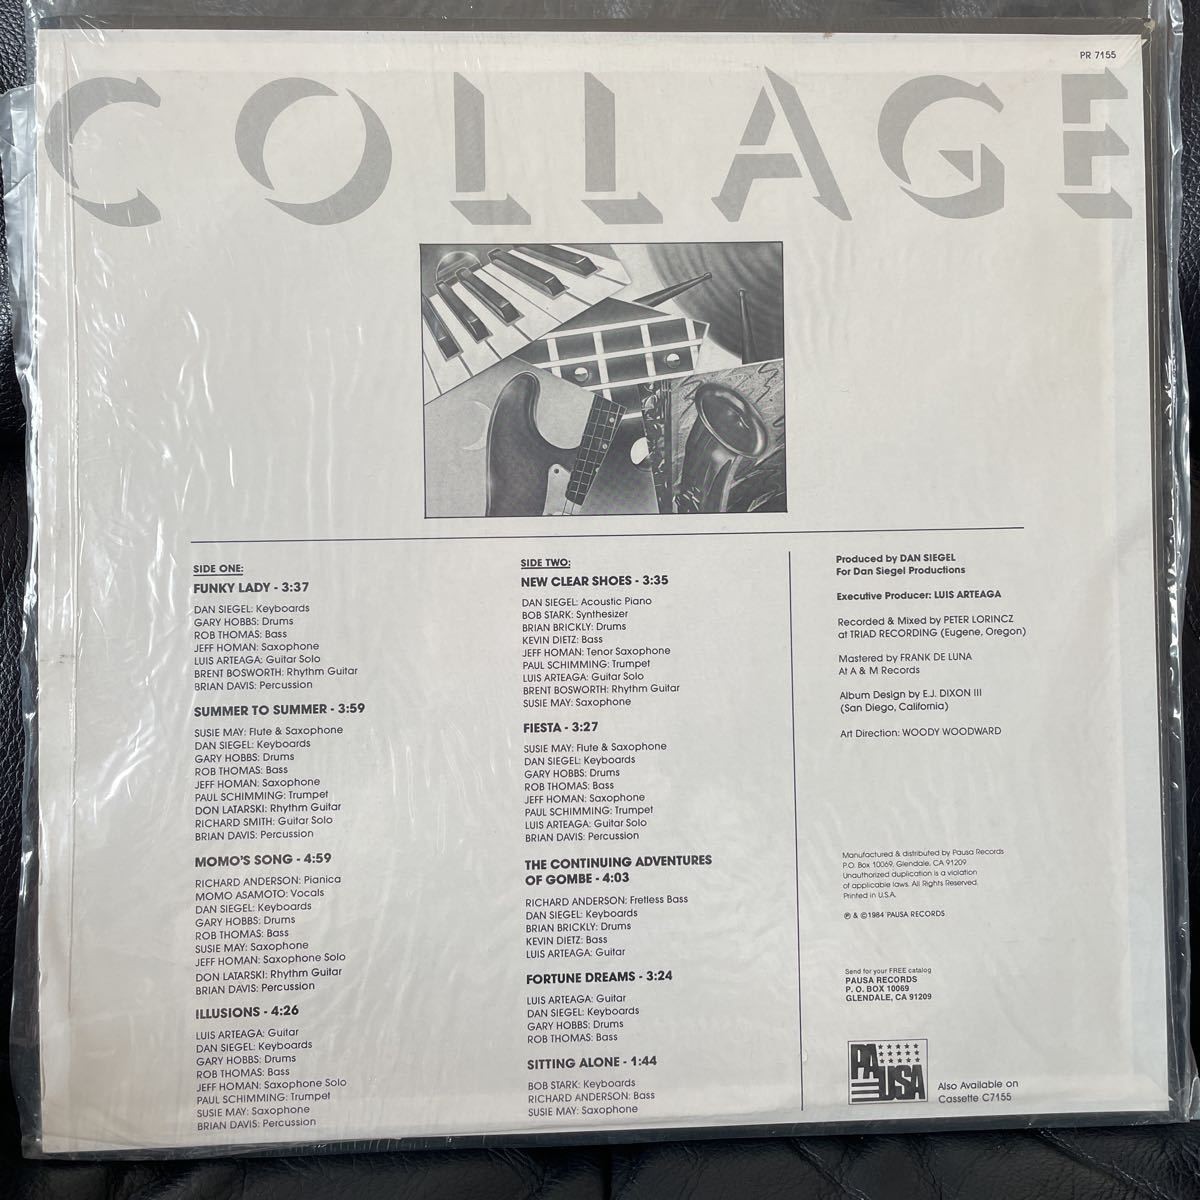 PR 7155
COLLAGE
SIDE ONE:
FUNKY LADY - 3:37
DAN SIEGEL: Keyboards
GARY HOBBS: Drums
ROB THOMAS: Bass
JEFF HOMAN: Saxophone
LUIS ARTEAGA: Guitar Solo
BRENT BOSWORTH: Rhythm Guitar
BRIAN DAVIS: Percussion
SUMMER TO SUMMER - 3:59
SUSIE MAY: Flute & Saxophone
DAN SIEGEL: Keyboards
GARY HOBBS: Drums
ROB THOMAS: Bass
JEFF HOMAN: Saxophone
PAUL SCHIMMING: Trumpet
DON LATARSKI: Rhythm Guitar
RICHARD SMITH: Guitar Solo
BRIAN DAVIS: Percussion
MOMO'S SONG - 4:59
RICHARD ANDERSON: Pianica
MOMO ASAMOTO: Vocals
DAN SIEGEL: Keyboards
GARY HOBBS: Drums
ROB THOMAS: Bass
SUSIE MAY: Saxophone
JEFF HOMAN: Saxophone Solo
DON LATARSKI: Rhythm Guitar
BRIAN DAVIS: Percussion
ILLUSIONS - 4:26
LUIS ARTEAGA: Guitar
DAN SIEGEL: Keyboards
GARY HOBBS: Drums
ROB THOMAS: Bass
JEFF HOMAN: Saxophone Solo
PAUL SCHIMMING: Trumpet
SUSIE MAY: Saxophone
BRIAN DAVIS: Percussion
SIDE TWO:
NEW CLEAR SHOES - 3:35
DAN SIEGEL: Acoustic Piano
BOB STARK: Synthesizer
BRIAN BRICKLY: Drums
KEVIN DIETZ: Bass
JEFF HOMAN: Tenor Saxophone
PAUL SCHIMMING: Trumpet
LUIS ARTEAGA: Guitar Solo
BRENT BOSWORTH: Rhythm Guitar
SUSIE MAY: Saxophone
FIESTA - 3:27
SUSIE MAY: Flute & Saxophone
DAN SIEGEL: Keyboards
GARY HOBBS: Drums
ROB THOMAS: Bass
JEFF HOMAN: Saxophone
PAUL SCHIMMING: Trumpet
LUIS ARTEAGA: Guitar Solo
BRIAN DAVIS: Percussion
THE CONTINUING ADVENTURES
OF GOMBE - 4:03
RICHARD ANDERSON: Fretless Bass
DAN SIEGEL: Keyboards
BRIAN BRICKLY: Drums
KEVIN DIETZ: Bass
LUIS ARTEAGA: Guitar
FORTUNE DREAMS - 3:24
LUIS ARTEAGA: Guitar
DAN SIEGEL: Keyboards
GARY HOBBS: Drums
ROB THOMAS: Bass
SITTING ALONE - 1:44
BOB STARK: Keyboards
RICHARD ANDERSON: Bass
SUSIE MAY: Saxophone
Produced by DAN SIEGEL
For Dan Siegel Productions
Executive Producer: LUIS ARTEAGA
Recorded & Mixed by PETER LORINCZ
at TRIAD RECORDING (Eugene, Oregon)
Mastered by FRANK DE LUNA
At A & M Records
Album Design by E.J. DIXON III
(San Diego, California)
Art Direction: WOODY WOODWARD
Manufactured & distributed by Pausa Records
P.O. Box 10069, Glendale, CA 91209
Unauthorized duplication is a violation
of applicable laws. All Rights Reserved.
Printed in U.S.A.
℗ & ©1984 PAUSA RECORDS
Send for your FREE catalog
PAUSA RECORDS
P. O. BOX 10069
GLENDALE, CA 91209
PAUSA
Also Available on
Cassette C7155